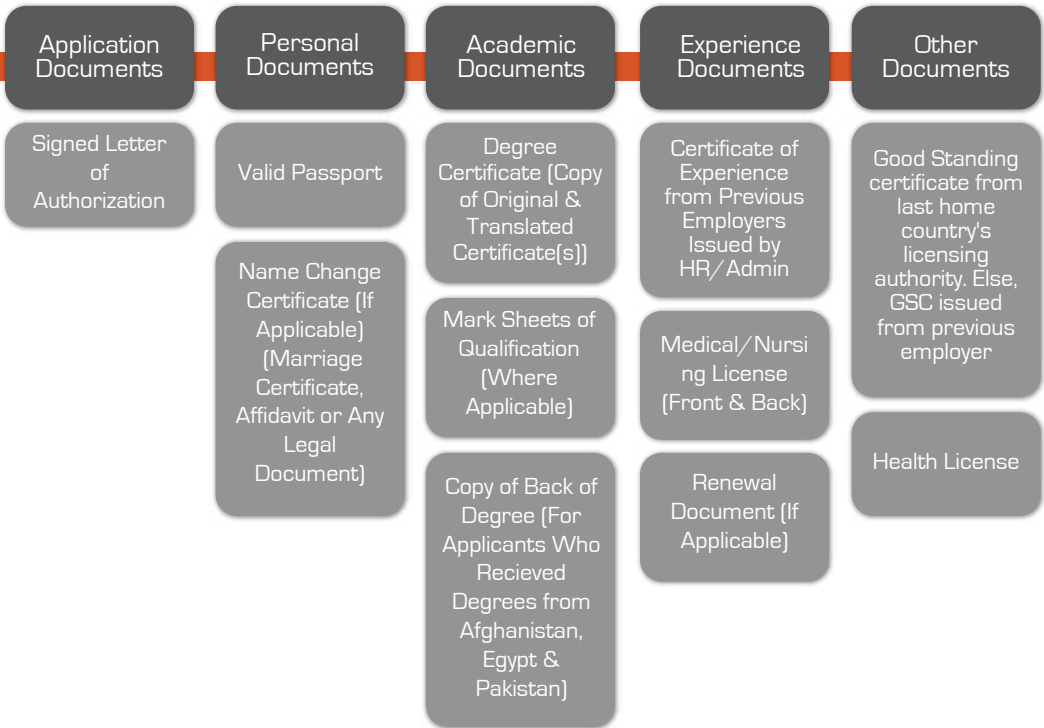 Application
Documents
Signed Letter
of
Authorization
Personal
Documents
Valid Passport
Name Change
Certificate (If
Applicable)
(Marriage
Certificate,
Affidavit or Any
Legal
Document)
Academic
Documents
Degree
Certificate (Copy
of Original &
Translated
Certificate(s))
Mark Sheets of
Qualification
(Where
Applicable)
Copy of Back of
Degree (For
Applicants Who
Recieved
Degrees from
Afghanistan,
Egypt &
Pakistan)
Experience
Documents
Certificate of
Experience
from Previous
Employers
Issued by
HR/Admin
Medical/Nursi
ng License
(Front & Back)
Renewal
Document (If
Applicable)
Other
Documents
Good Standing
certificate from
last home
country's
licensing
authority. Else,
GSC issued
from previous
employer
Health License